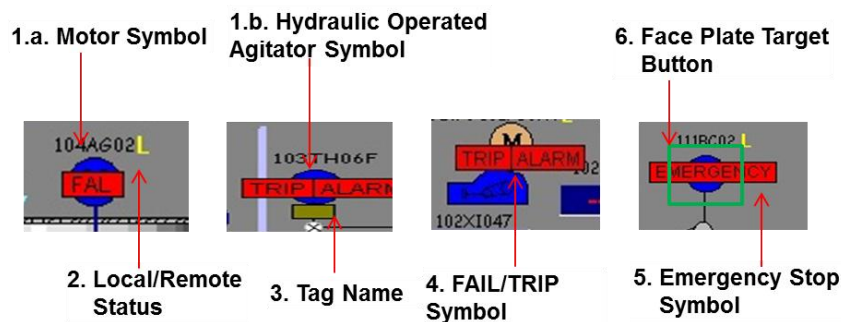 1.a. Motor Symbol
1.b. Hydraulic Operated
Agitator Symbol
6. Face Plate Target
Button
104AG02 L
FAL
103TH06F
TRIP ALARM
L
M
TRIP ALARM
102
102XI047
111BC02 L
EMERGENCY
2. Local/Remote
Status
3. Tag Name
4. FAIL/TRIP
Symbol
5. Emergency Stop
Symbol